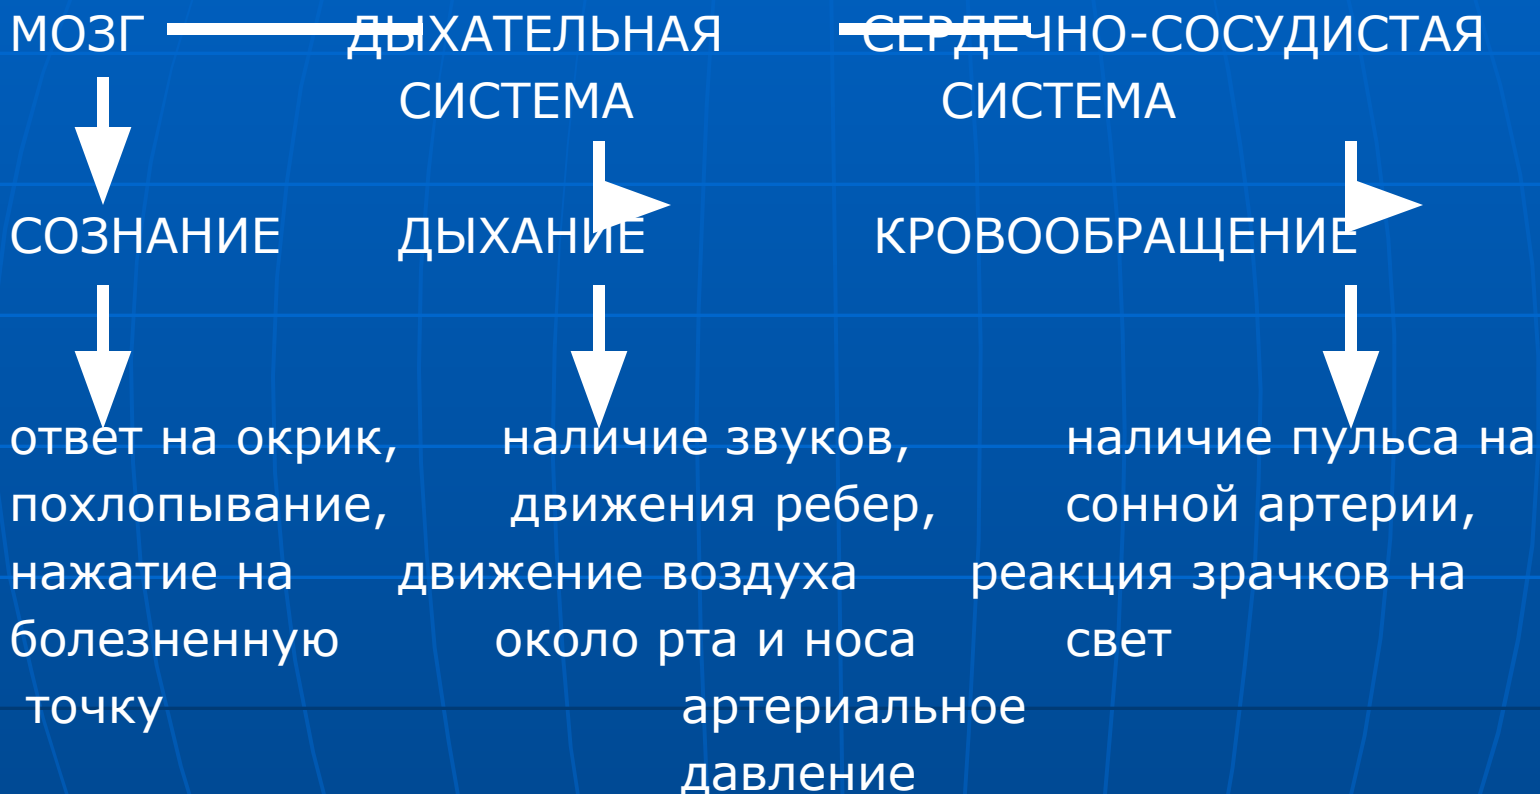 МОЗГ ДЫХАТЕЛЬНАЯ СЕРДЕЧНО-СОСУДИСТАЯ
СИСТЕМА СИСТЕМА
СОЗНАНИЕ ДЫХАНИЕ КРОВООБРАЩЕНИЕ
ответ на окрик, наличие звуков, наличие пульса на
похлопывание, движения ребер, сонной артерии,
нажатие на движение воздуха реакция зрачков на
болезненную около рта и носа свет
точку артериальное
давление